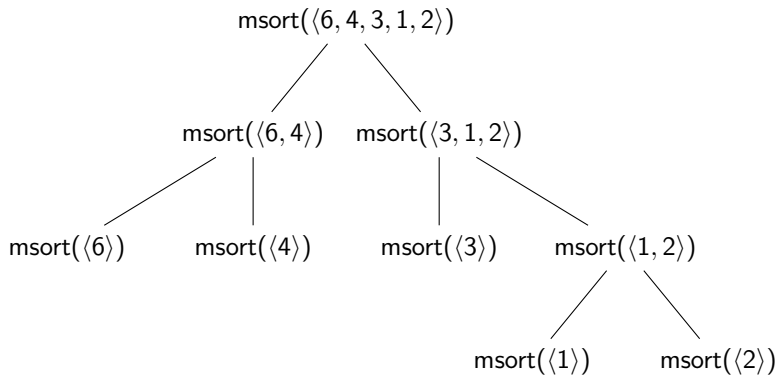 msort(⟨6, 4, 3, 1, 2⟩)
msort(⟨6, 4⟩) msort(⟨3, 1, 2⟩)
msort(⟨6⟩) msort(⟨4⟩) msort(⟨3⟩) msort(⟨1, 2⟩)
msort(⟨1⟩) msort(⟨2⟩)